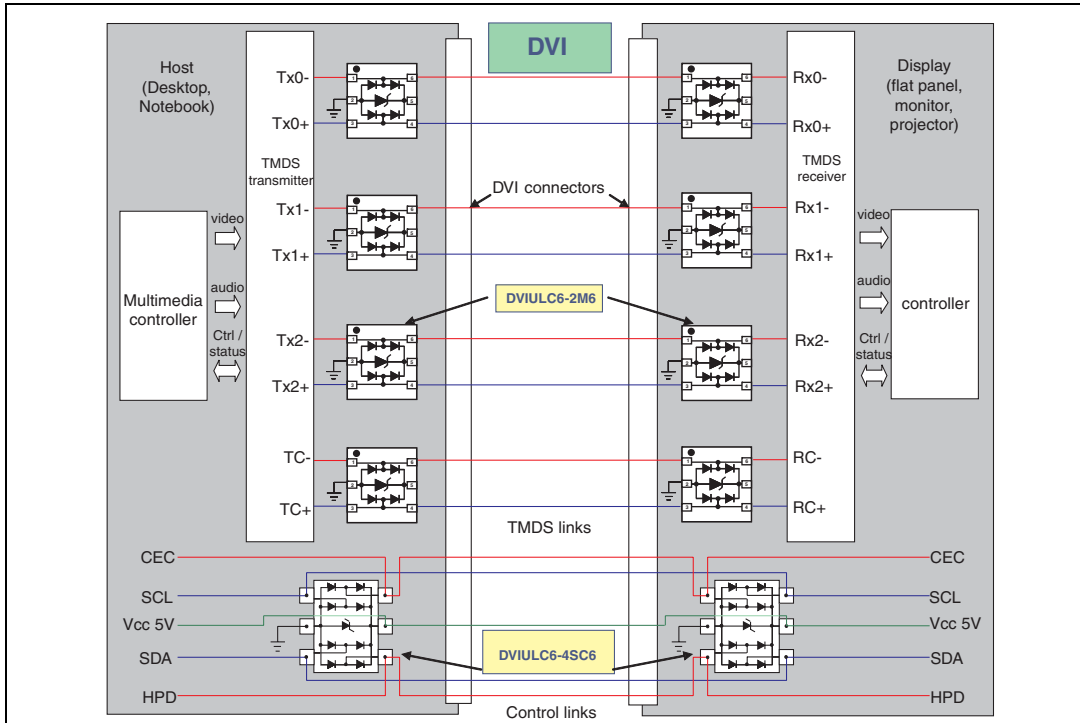 DVI
Host
(Desktop,
Notebook)
Display
(flat panel,
monitor,
projector)
Tx0-
Tx0+
Rx0-
Rx0+
TMDS
transmitter
TMDS
receiver
DVI connectors
Tx1-
Tx1+
Rx1-
Rx1+
video
audio
Ctrl /
status
Multimedia
controller
video
audio
Ctrl /
status
controller
DVIULC6-2M6
Tx2-
Tx2+
Rx2-
Rx2+
TC-
TC+
RC-
RC+
TMDS links
CEC
SCL
Vcc 5V
SDA
HPD
CEC
SCL
Vcc 5V
SDA
HPD
DVIULC6-4SC6
Control links